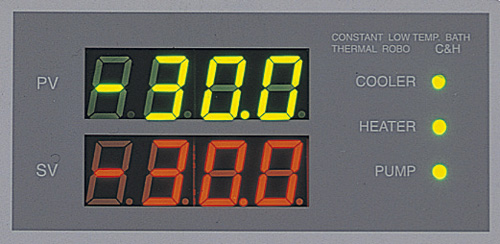 CONSTANT LOW TEMP. BATH
THERMAL ROBO C&H
PV -30.0
COOLER
HEATER
SV -30.0
PUMP